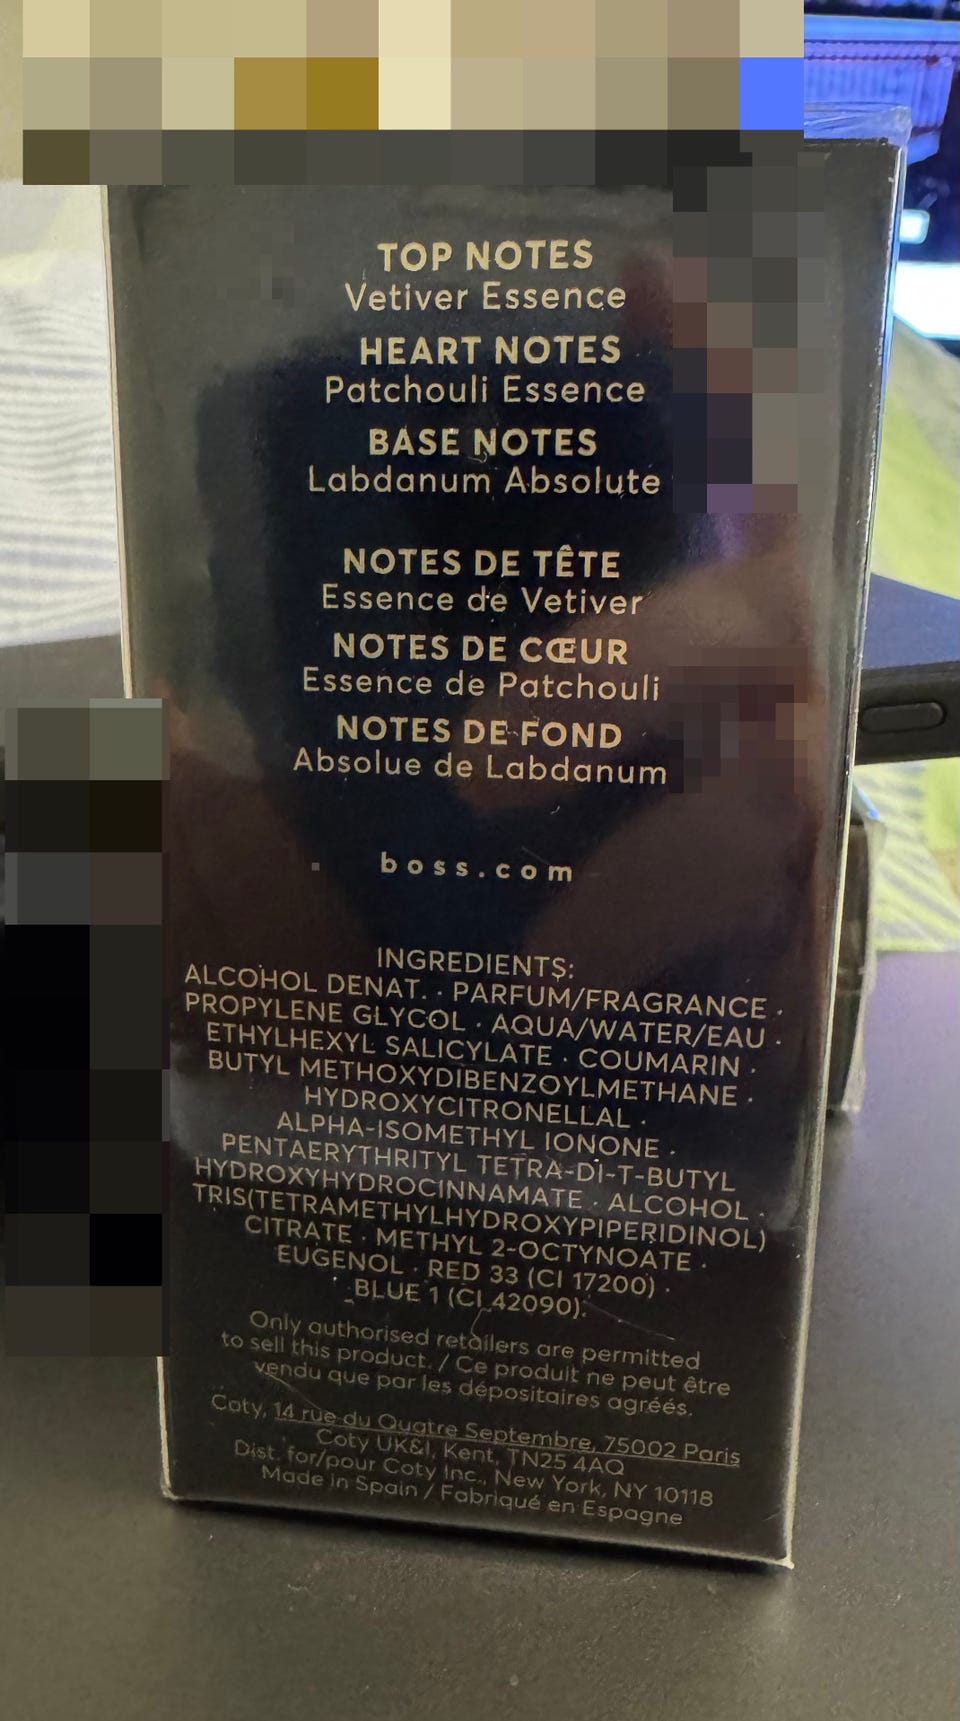 TOP NOTES
Vetiver Essence
HEART NOTES
Patchouli Essence
BASE NOTES
Labdanum Absolute
NOTES DE TÊTE
Essence de Vetiver
NOTES DE CŒUR
Essence de Patchouli
NOTES DE FOND
Absolue de Labdanum
boss.com
INGREDIENTS:
ALCOHOL DENAT. · PARFUM/FRAGRANCE ·
PROPYLENE GLYCOL · AQUA/WATER/EAU ·
ETHYLHEXYL SALICYLATE · COUMARIN ·
BUTYL METHOXYDIBENZOYLMETHANE ·
HYDROXYCITRONELLAL ·
ALPHA-ISOMETHYL IONONE ·
PENTAERYTHRITYL TETRA-DI-T-BUTYL
HYDROXYHYDROCINNAMATE · ALCOHOL ·
TRIS(TETRAMETHYLHYDROXYPIPERIDINOL)
CITRATE · METHYL 2-OCTYNOATE ·
EUGENOL · RED 33 (CI 17200) ·
BLUE 1 (CI 42090).
Only authorised retailers are permitted
to sell this product. / Ce produit ne peut être
vendu que par les dépositaires agréés.
Coty, 14 rue du Quatre Septembre, 75002 Paris
Coty UK&I, Kent, TN25 4AQ
Dist. for/pour Coty Inc., New York, NY 10118
Made in Spain / Fabriqué en Espagne